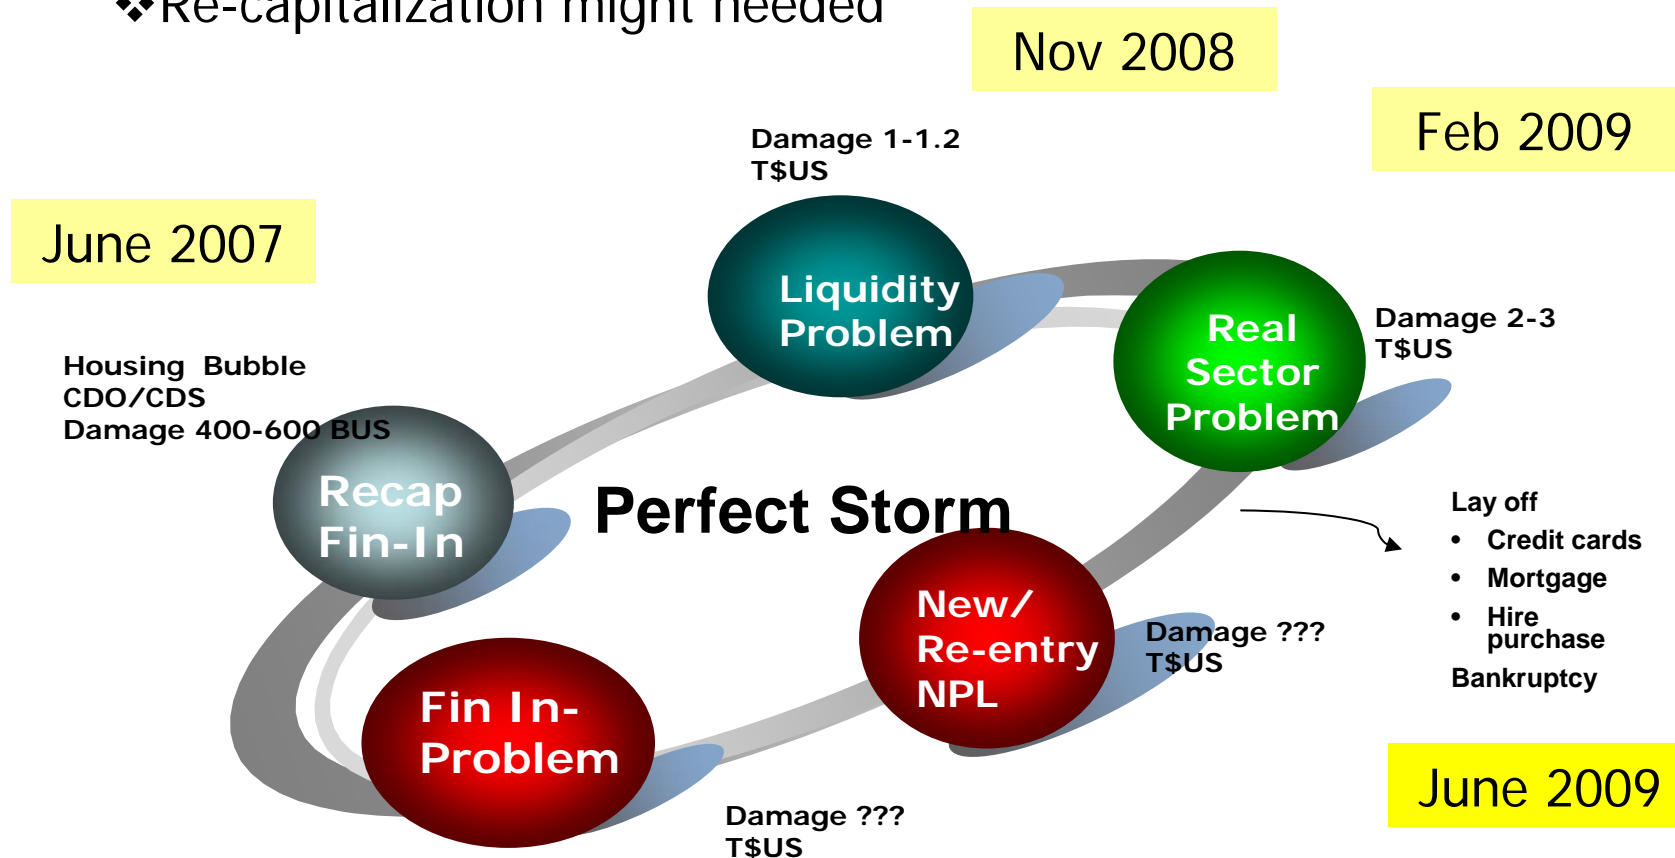 ❖Re-capitalization might needed
Nov 2008
Feb 2009
June 2007
Damage 1-1.2
T$US
Liquidity
Problem
Real
Sector
Problem
Damage 2-3
T$US
Housing Bubble
CDO/CDS
Damage 400-600 BUS
Recap
Fin-In
Perfect Storm
Lay off
• Credit cards
• Mortgage
• Hire
purchase
Bankruptcy
New/
Re-entry
NPL
Damage ???
T$US
Fin In-
Problem
Damage ???
T$US
June 2009